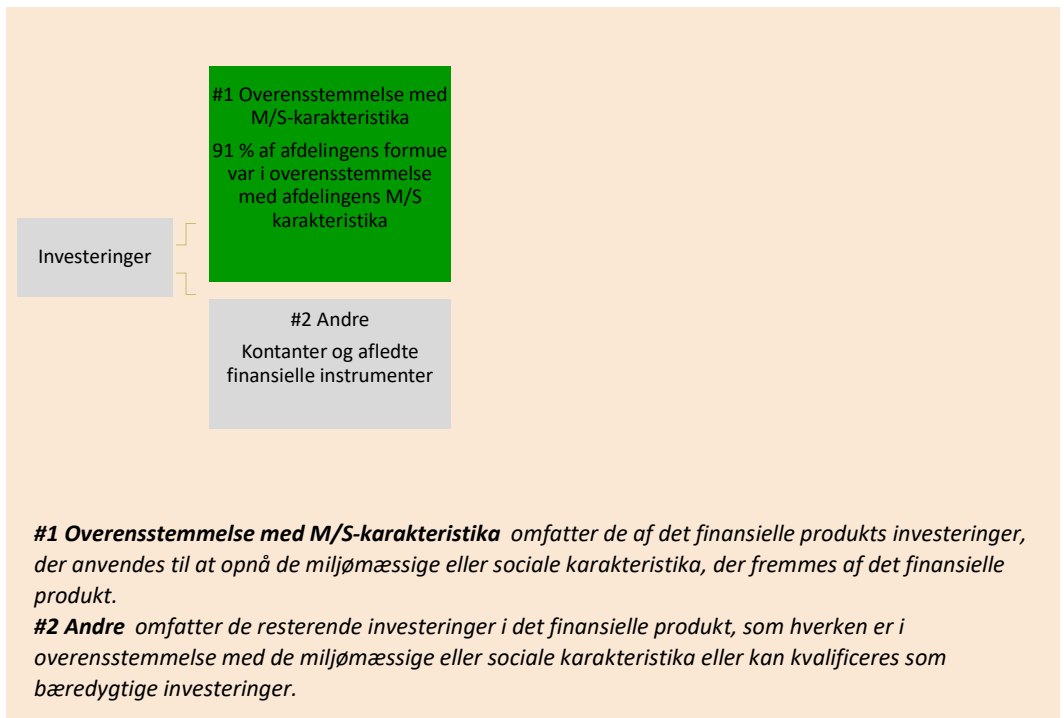 #1 Overensstemmelse med
M/S-karakteristika
91 % af afdelingens formue
var i overensstemmelse
med afdelingens M/S
karakteristika
Investeringer
#2 Andre
Kontanter og afledte
finansielle instrumenter
#1 Overensstemmelse med M/S-karakteristika omfatter de af det finansielle produkts investeringer,
der anvendes til at opnå de miljømæssige eller sociale karakteristika, der fremmes af det finansielle
produkt.
#2 Andre omfatter de resterende investeringer i det finansielle produkt, som hverken er i
overensstemmelse med de miljømæssige eller sociale karakteristika eller kan kvalificeres som
bæredygtige investeringer.